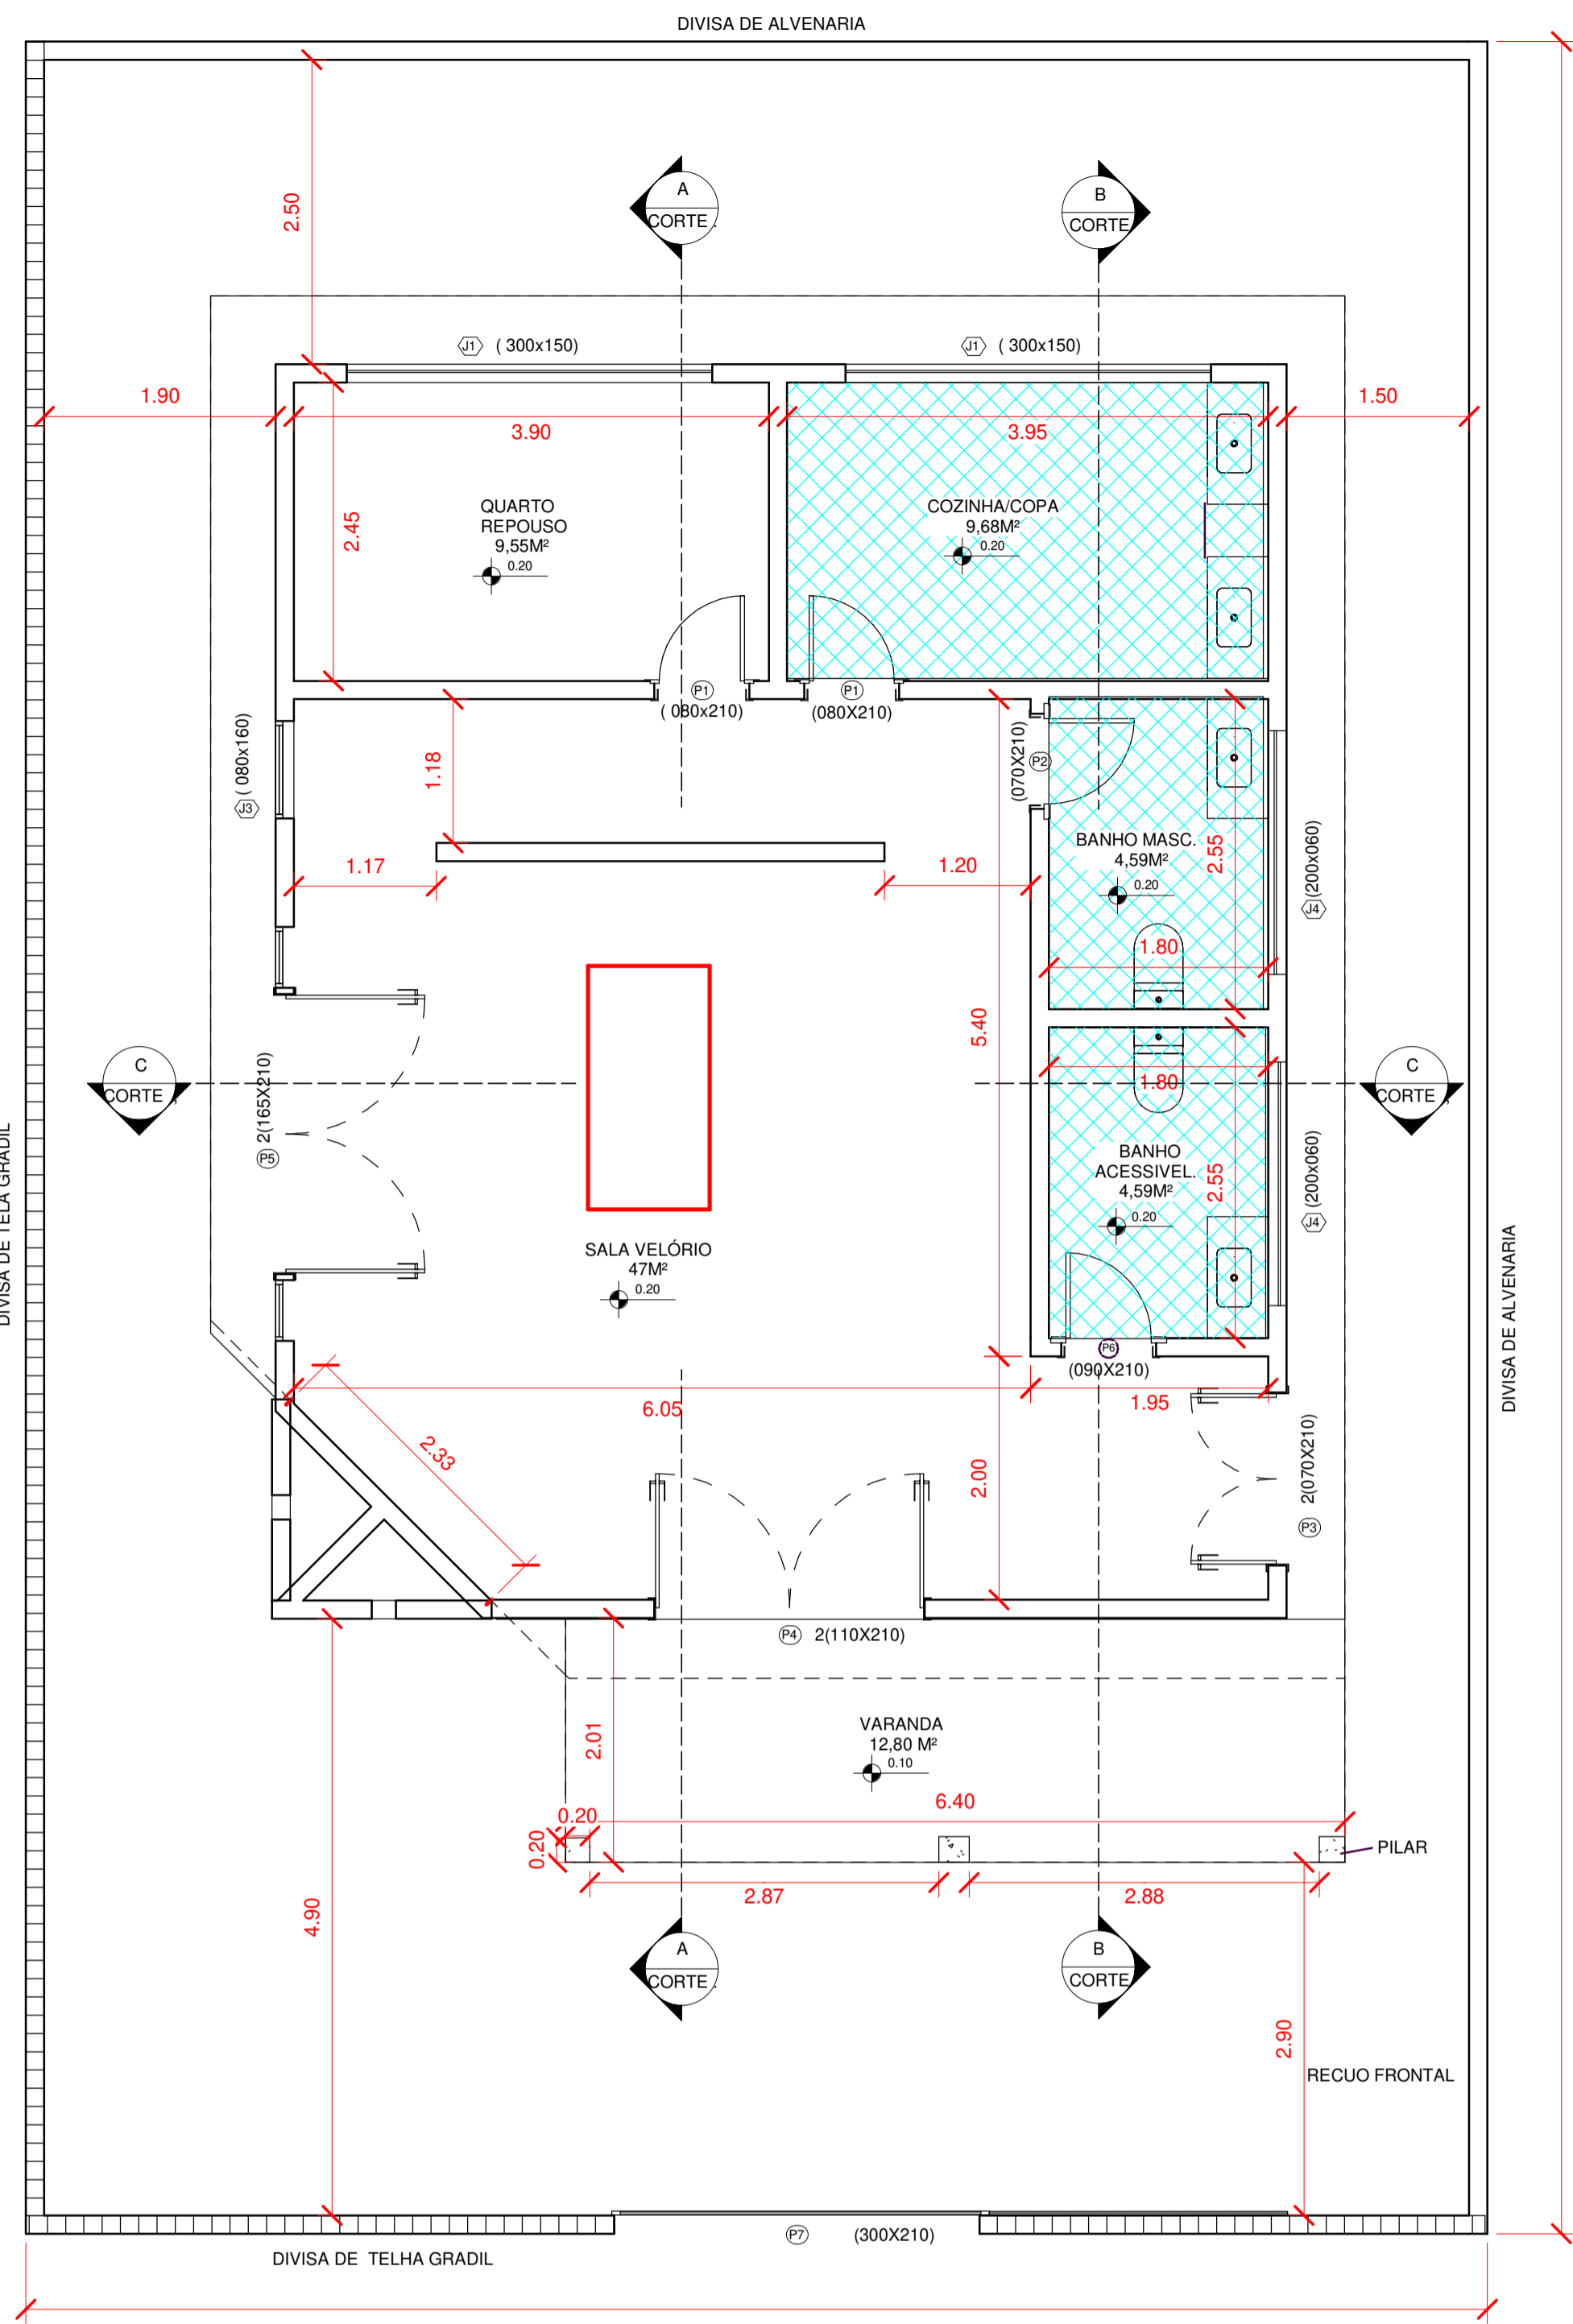 DIVISA DE ALVENARIA
2.50
A
CORTE
B
CORTE
J1 ( 300x150)
J1 ( 300x150)
1.90
3.90
3.95
1.50
QUARTO
REPOUSO
9,55M²
0.20
2.45
COZINHA/COPA
9,68M²
0.20
P1
( 080x210)
P1
(080X210)
J3 ( 080x160)
1.18
P2
(070X210)
BANHO MASC.
4,59M²
0.20
2.55
1.80
J4 (200x060)
1.17
1.20
5.40
C
CORTE
P5 2(165X210)
C
CORTE
1.80
BANHO
ACESSIVEL.
4,59M²
0.20
2.55
J4 (200x060)
DIVISA DE TELA GRADIL
DIVISA DE ALVENARIA
SALA VELÓRIO
47M²
0.20
P6
(090X210)
6.05
1.95
2.33
2.00
P3 2(070X210)
P4 2(110X210)
VARANDA
12,80 M²
0.10
2.01
6.40
0.20
0.20
PILAR
2.87
2.88
4.90
A
CORTE
B
CORTE
2.90
RECUO FRONTAL
P7 (300X210)
DIVISA DE TELHA GRADIL